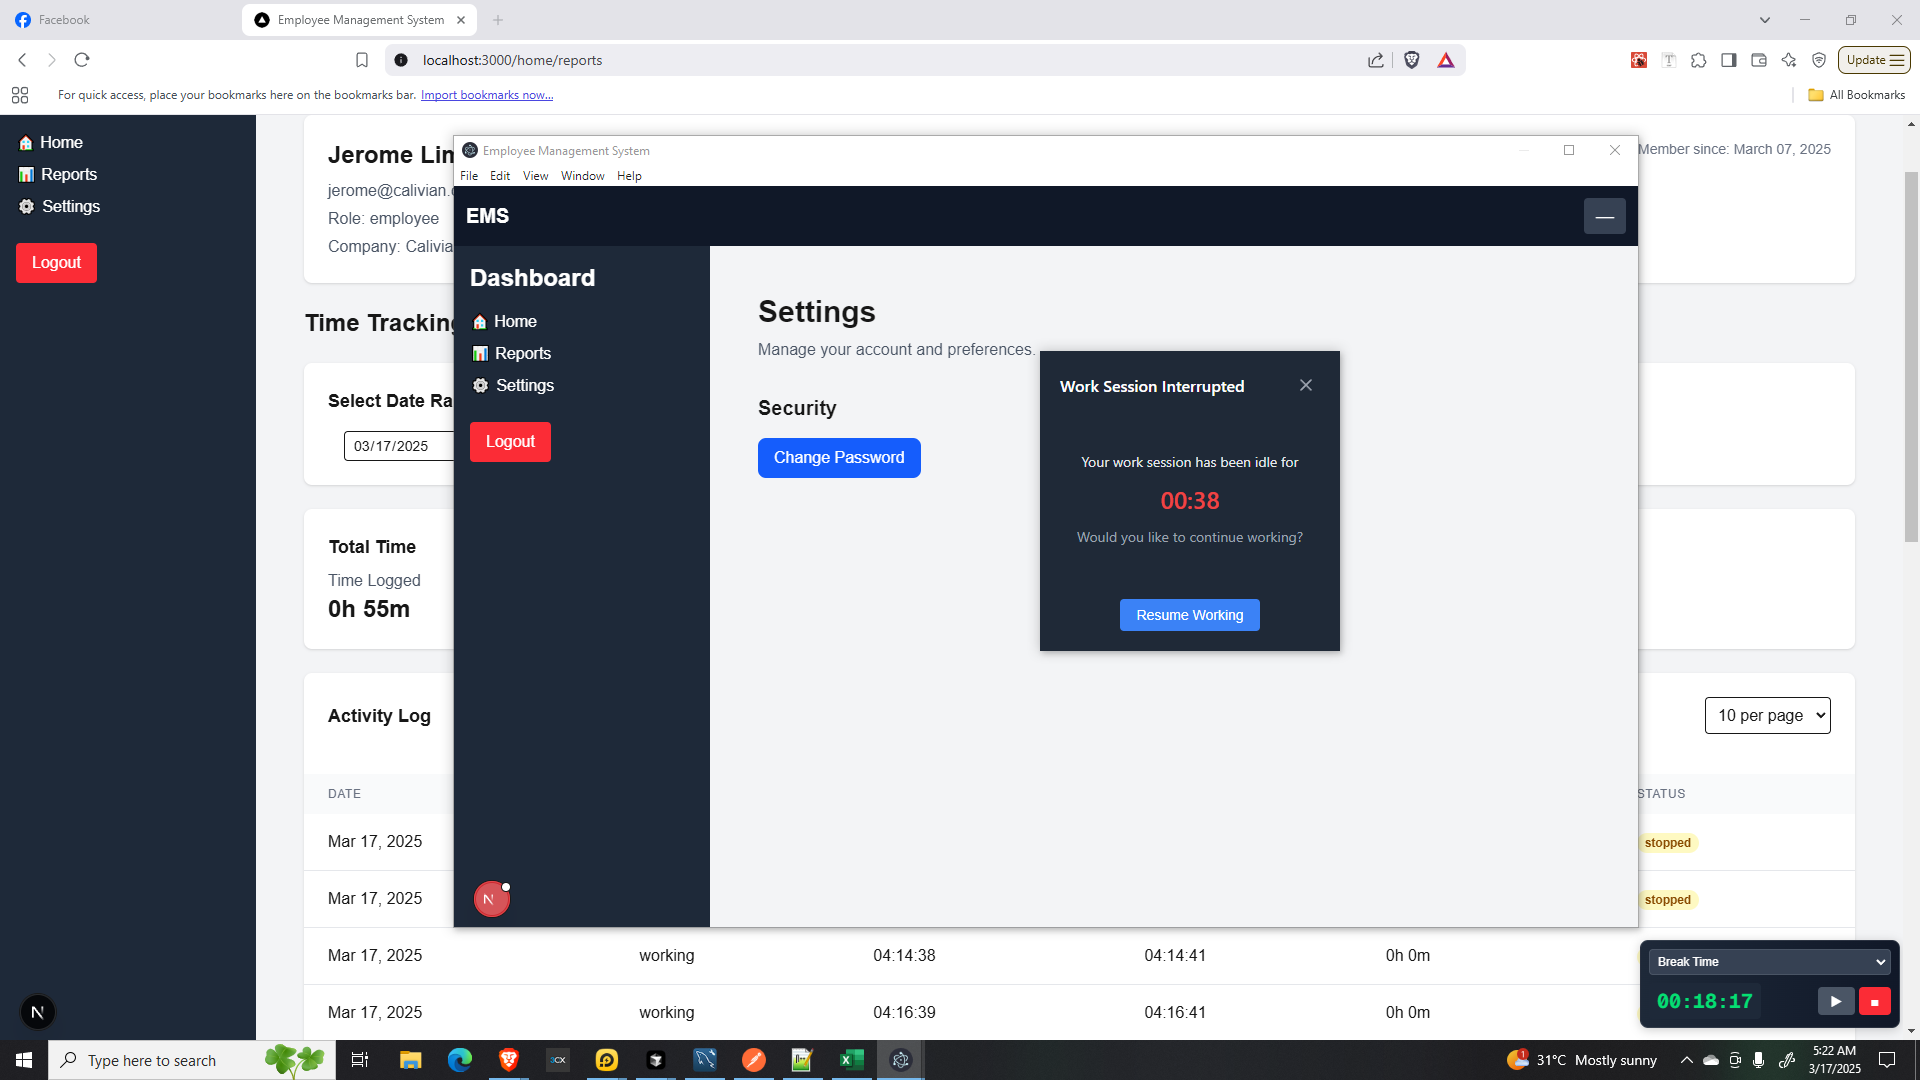 Facebook
Employee Management System
localhost:3000/home/reports
Update
For quick access, place your bookmarks here on the bookmarks bar. Import bookmarks now...
All Bookmarks
Home
Reports
Settings
Logout
Jerome Lim
jerome@calivian.c
Role: employee
Company: Calivia
Member since: March 07, 2025
Time Tracking
Select Date Ra
03/17/2025
Total Time
Time Logged
0h 55m
Activity Log
10 per page
DATE
STATUS
Mar 17, 2025
stopped
Mar 17, 2025
stopped
Mar 17, 2025 working 04:14:38 04:14:41 0h 0m
Mar 17, 2025 working 04:16:39 04:16:41 0h 0m
N
Employee Management System
File Edit View Window Help
EMS
—
Dashboard
Home
Reports
Settings
Logout
N
Settings
Manage your account and preferences.
Security
Change Password
Work Session Interrupted
Your work session has been idle for
00:38
Would you like to continue working?
Resume Working
Break Time
00:18:17
Type here to search
3CX
1
31°C Mostly sunny
5:22 AM
3/17/2025